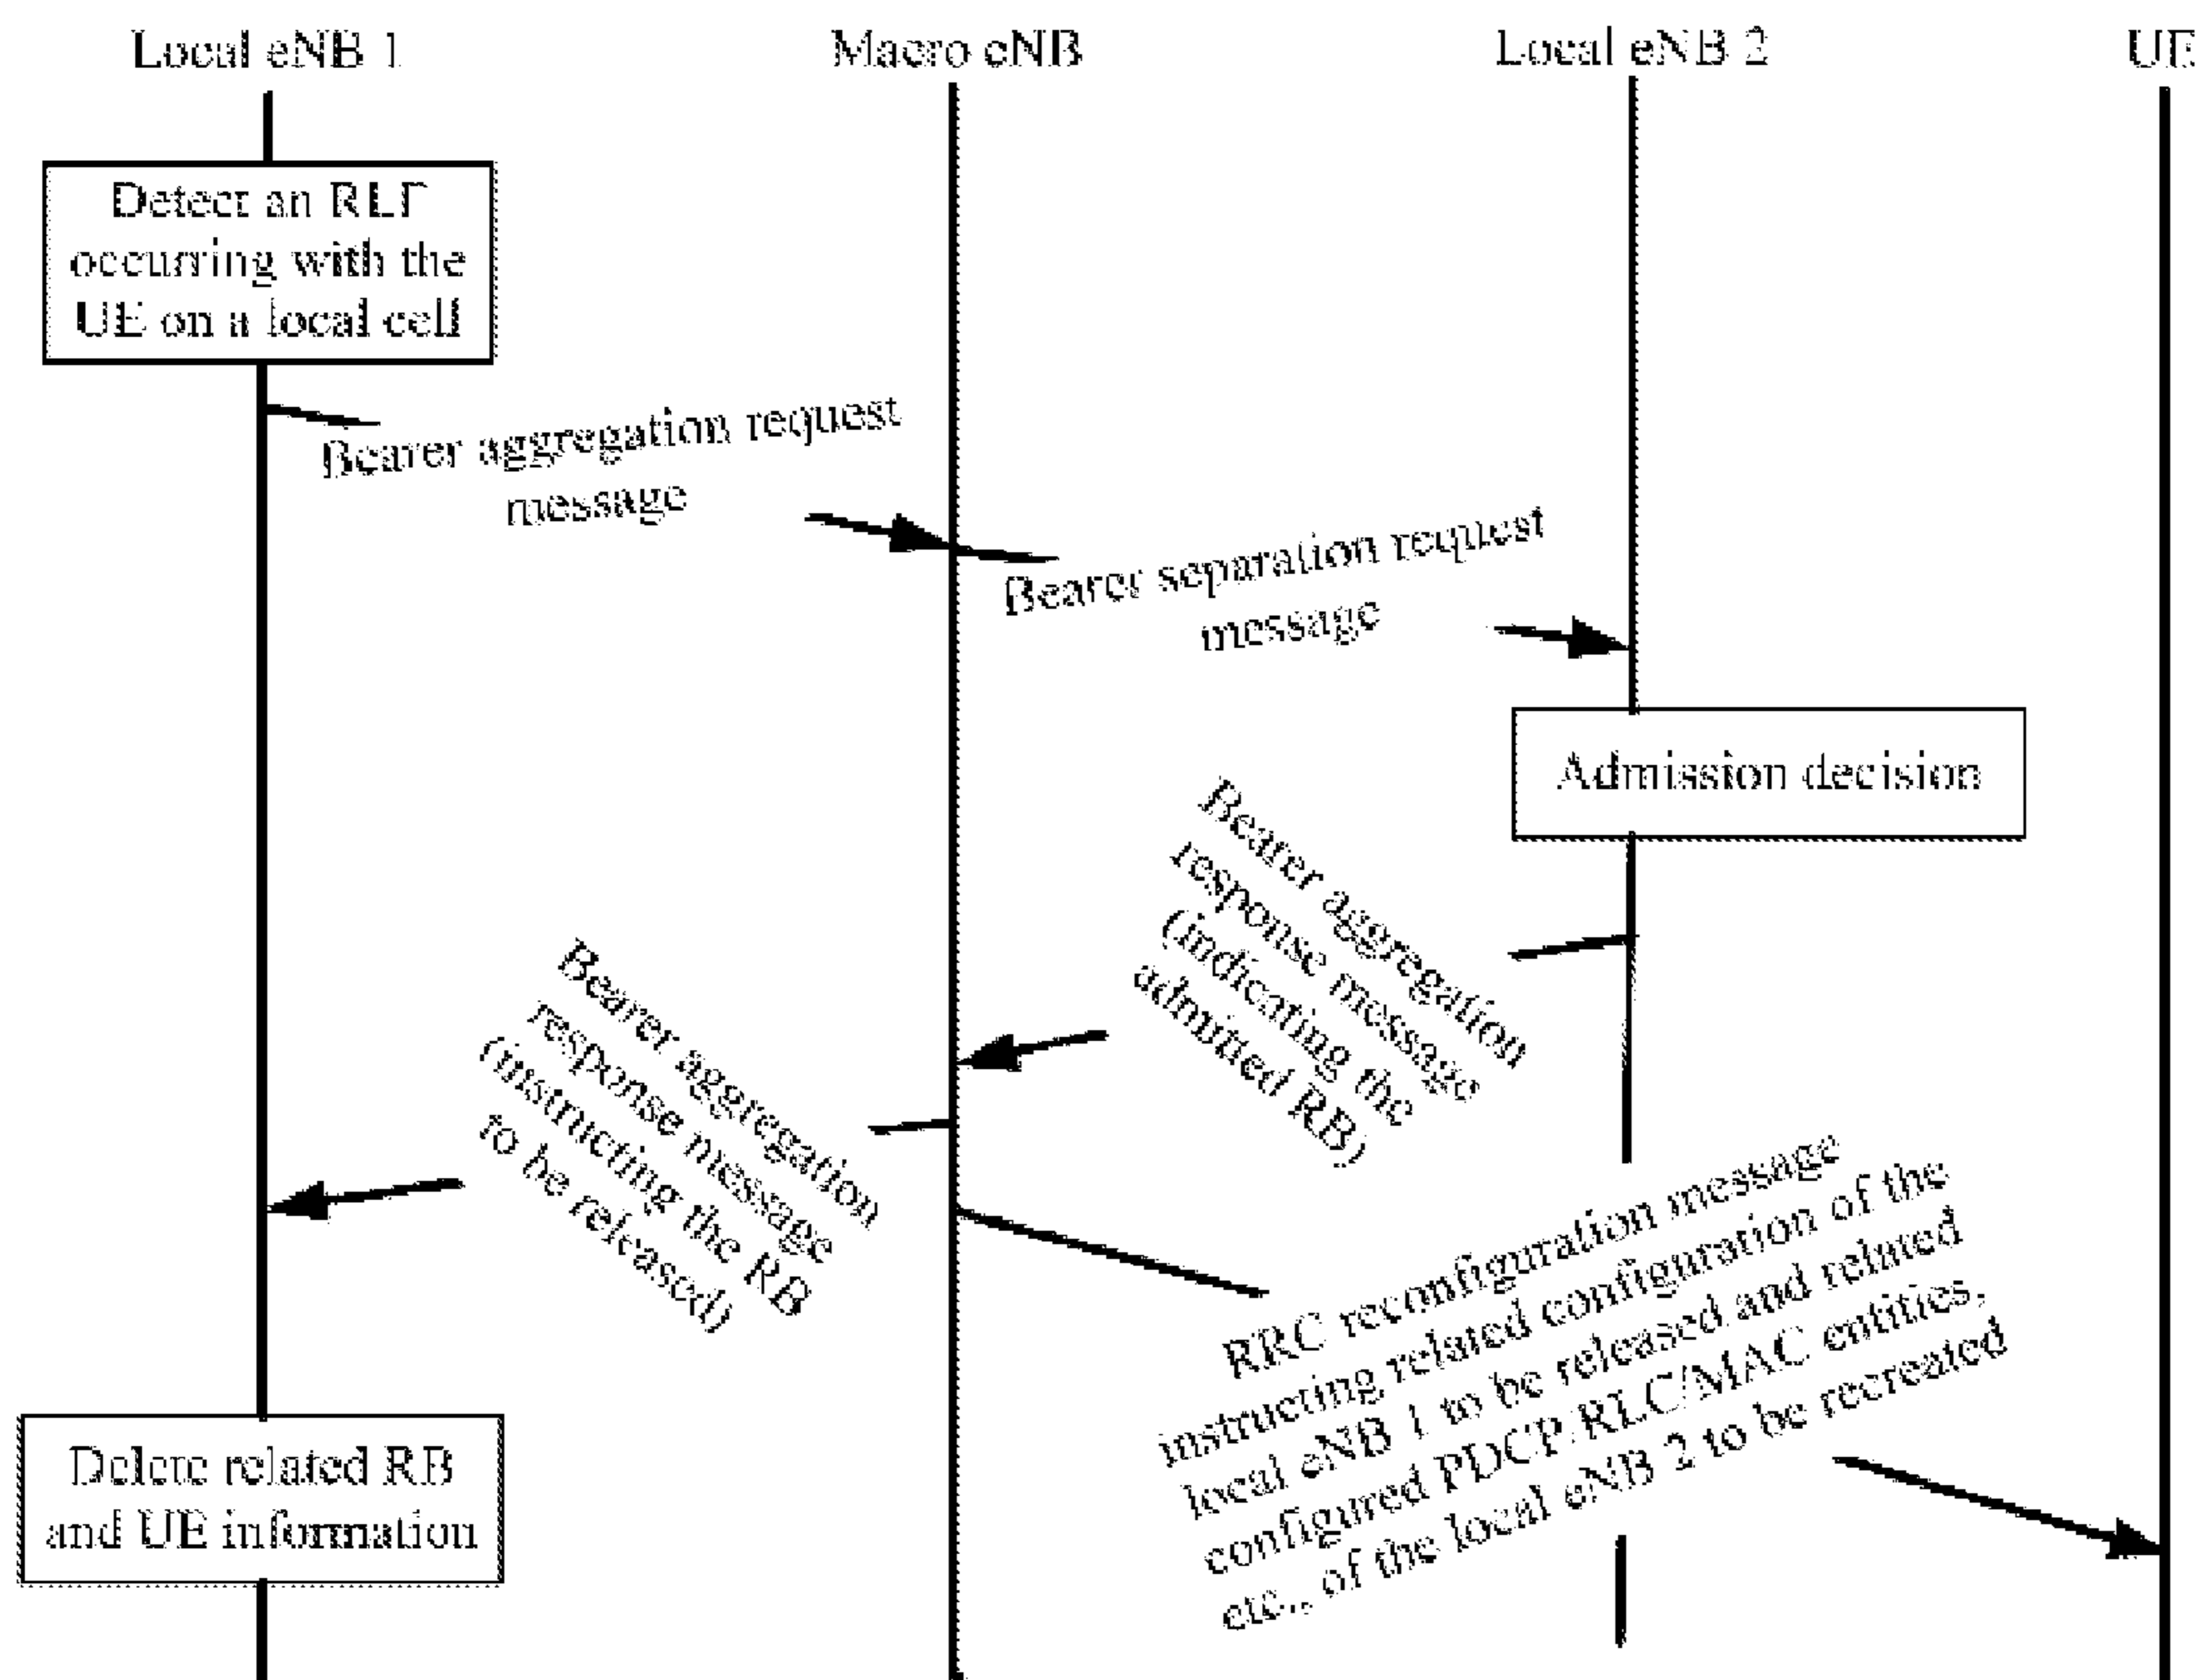 Local eNB 1
Macro eNB
Local eNB 2
UE
Detect an RLF
occurring with the
UE on a local cell
Bearer aggregation request
message
Bearer separation request
message
Admission decision
Bearer aggregation
response message
(indicating the
admitted RB)
Bearer aggregation
response message
(instructing the RB
to be released)
RRC reconfiguration message
instructing related configuration of the
local eNB 1 to be released and related
configured PDCP/RLC/MAC entities,
etc., of the local eNB 2 to be recreated
Delete related RB
and UE information